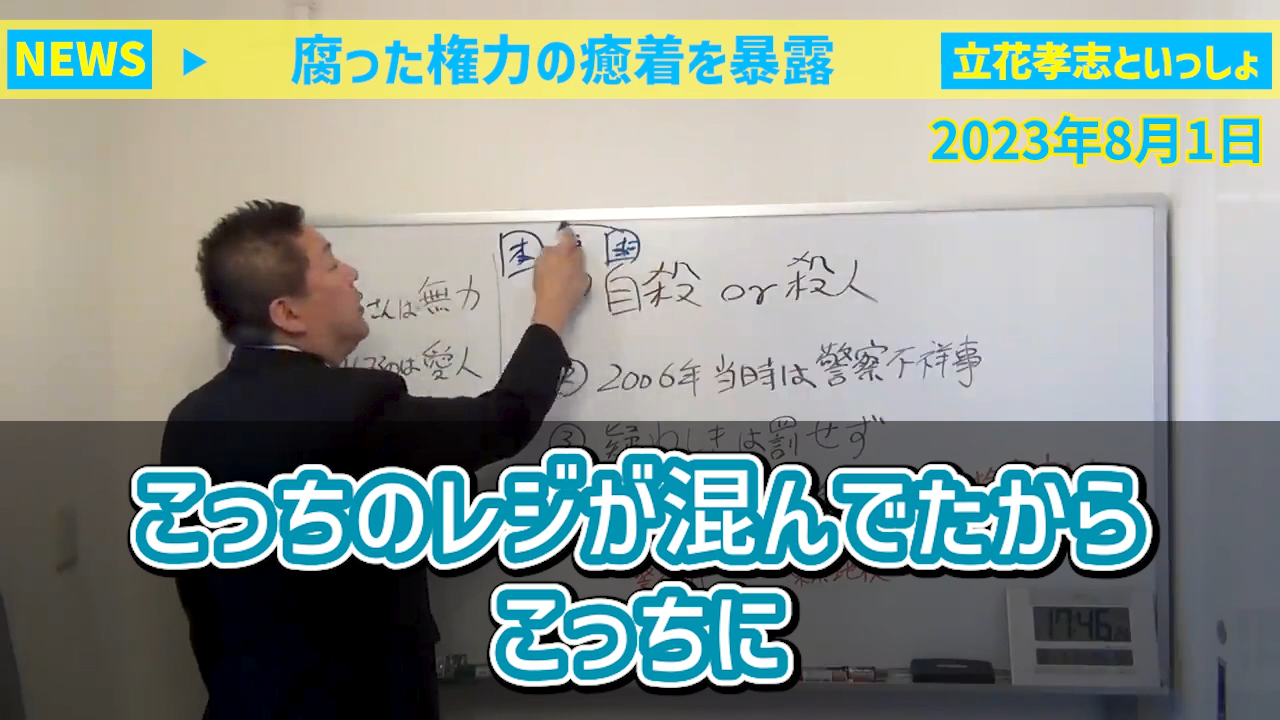 NEWS
腐った権力の癒着を暴露
立花孝志といっしょ
2023年8月1日
自殺 or 殺人
さんは無力
のは愛人
② 2006年当時は警察不祥事
③ 疑わしきは罰せず
こっちのレジが混んでたから
こっちに
17:46